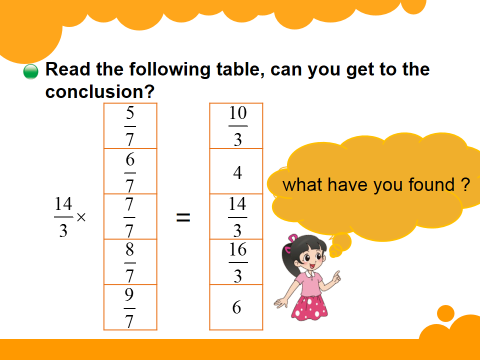 Read the following table, can you get to the
conclusion?
5/7 10/3
6/7 4
14/3 × 7/7 = 14/3
8/7 16/3
9/7 6
what have you found ?